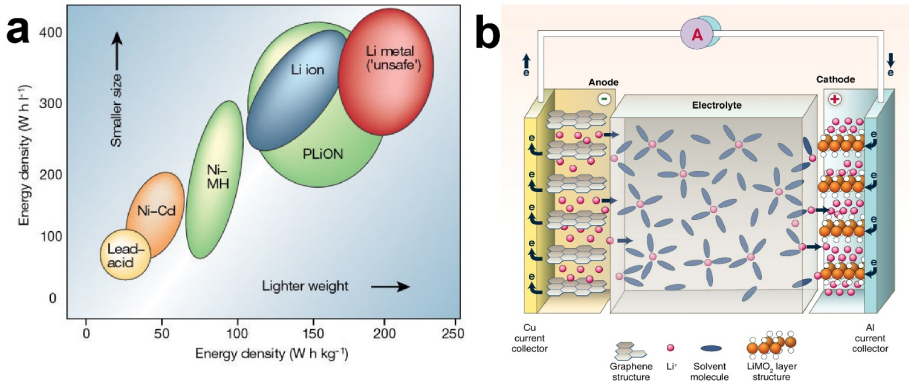 a
400
300
200
100
0
Energy density (W h l⁻¹)
Smaller size
Lead–
acid
Ni–Cd
Ni–
MH
Li ion
PLiON
Li metal
('unsafe')
Lighter weight
0 50 100 150 200 250
Energy density (W h kg⁻¹)
b
A
e
e
Anode
−
Electrolyte
Cathode
+
e
e
e
e
e
e
e
e
e
Cu
current
collector
Graphene
structure
Li⁺
Solvent
molecule
LiMO₂ layer
structure
Al
current
collector